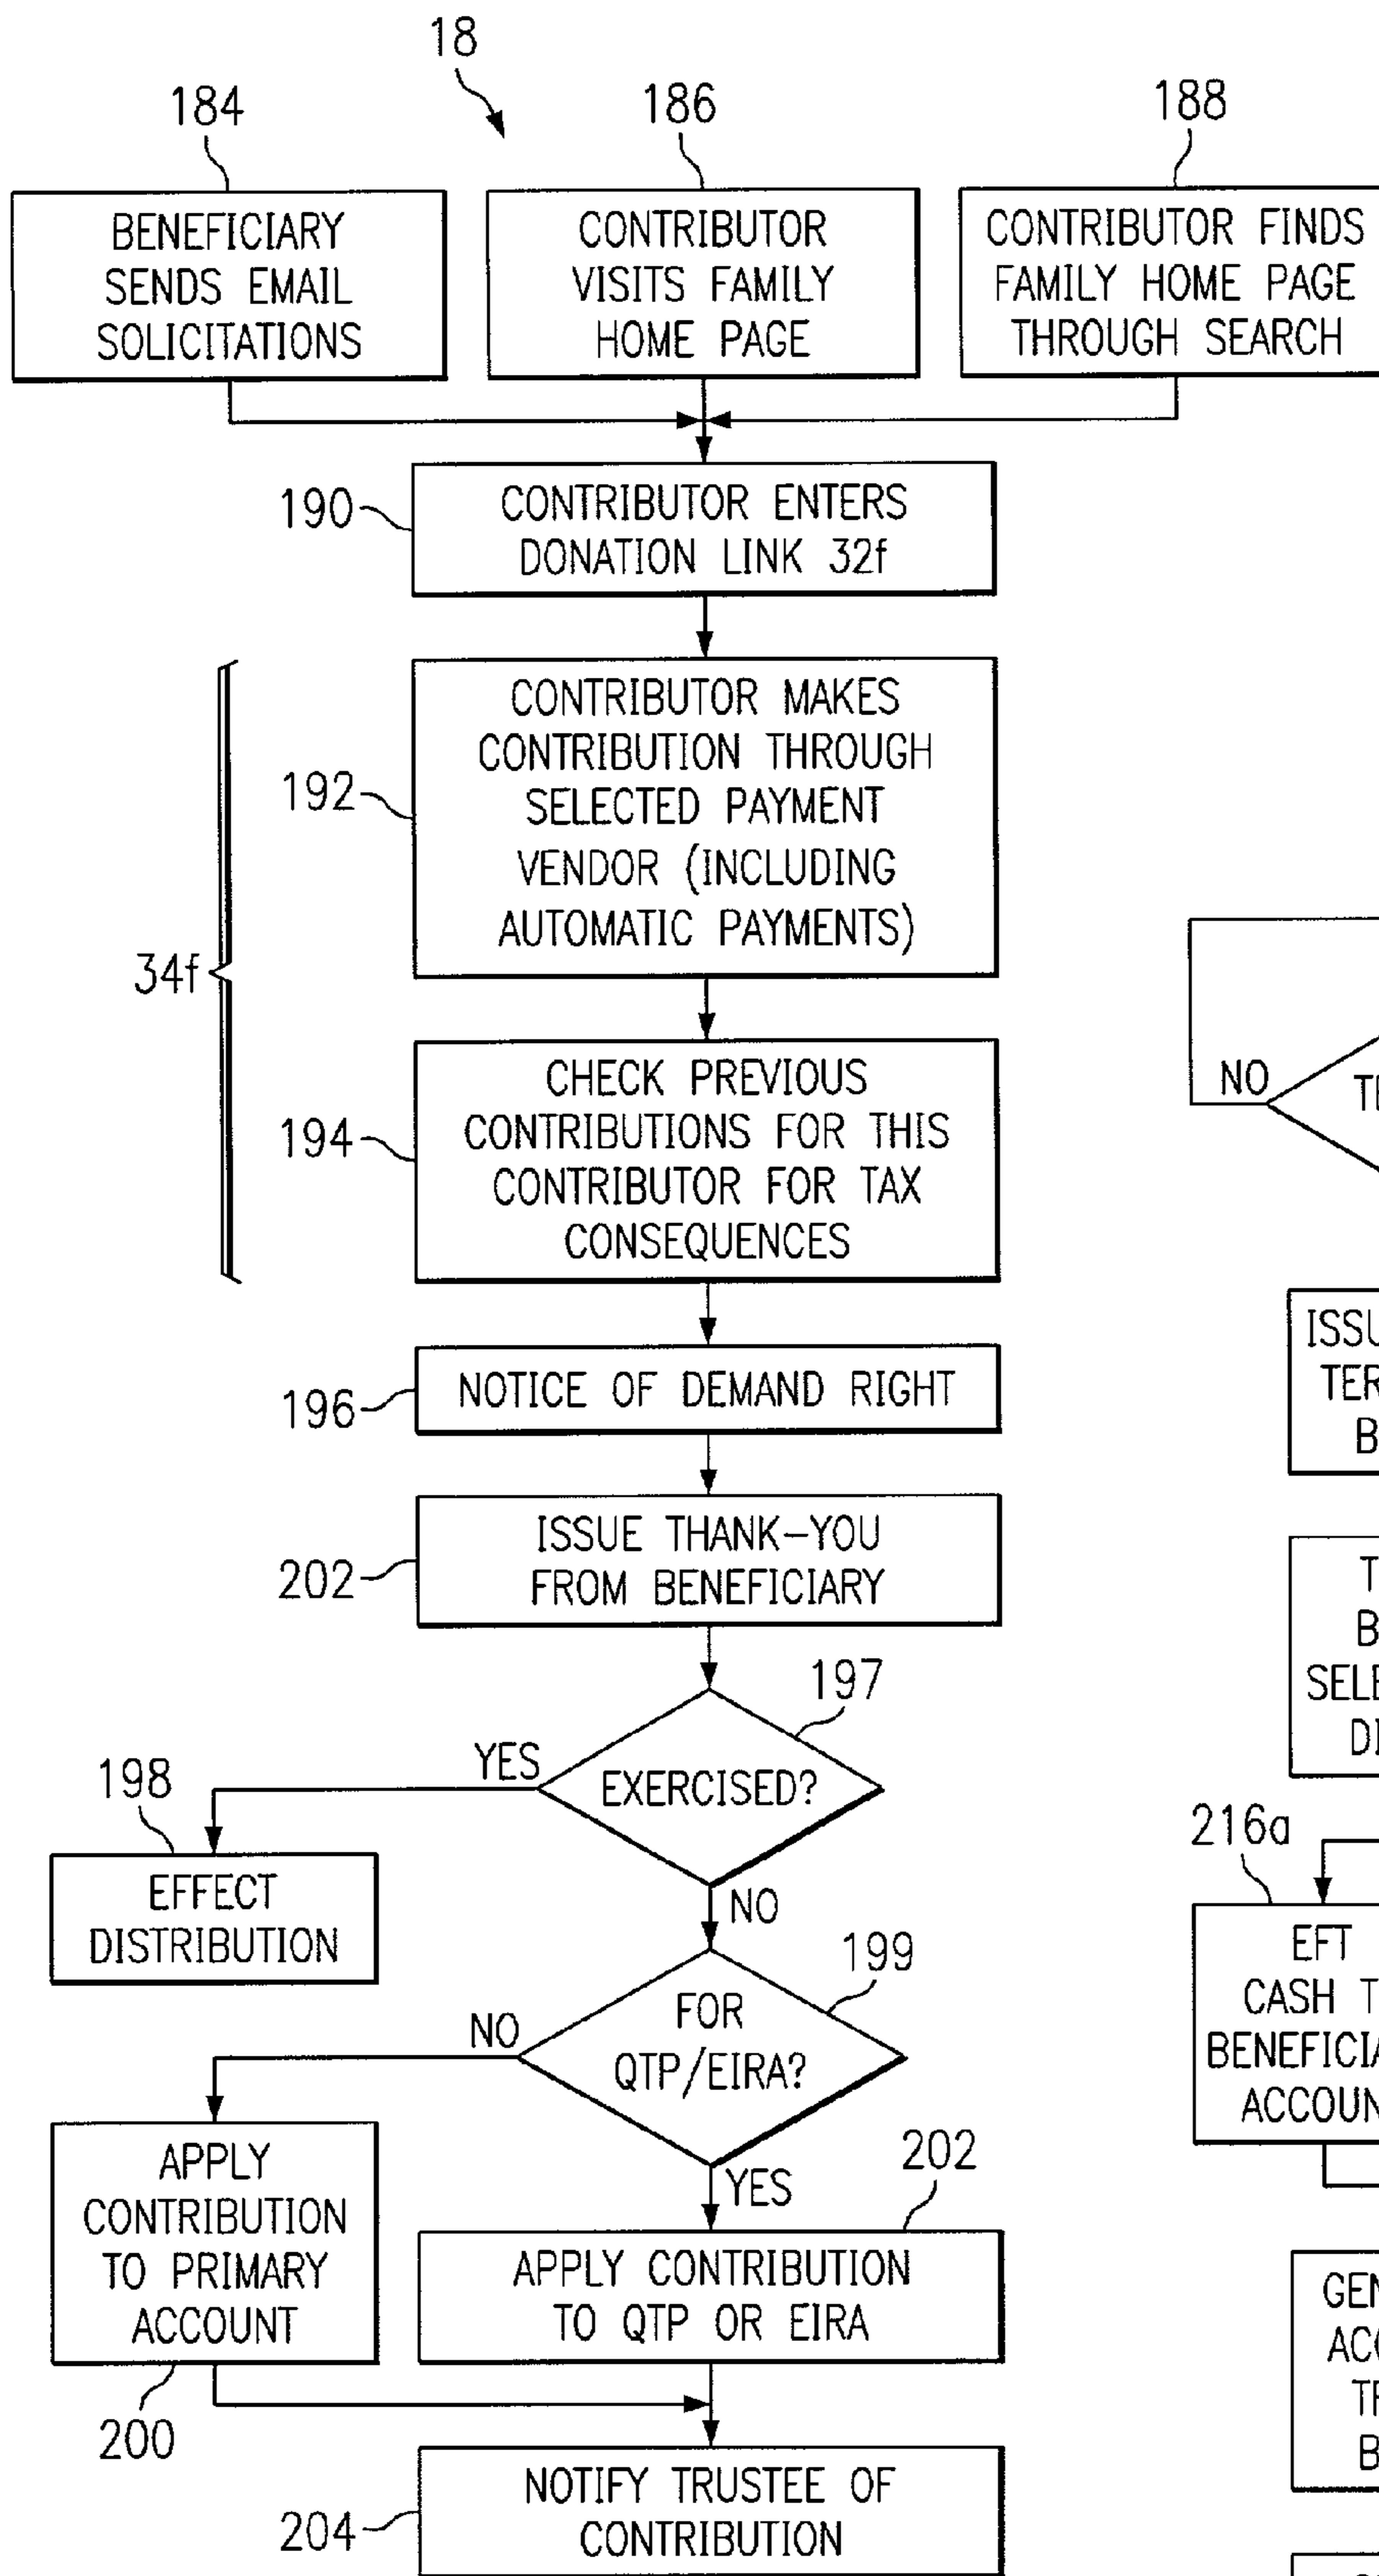 18
184
186
188
BENEFICIARY
SENDS EMAIL
SOLICITATIONS
CONTRIBUTOR
VISITS FAMILY
HOME PAGE
CONTRIBUTOR FINDS
FAMILY HOME PAGE
THROUGH SEARCH
190
CONTRIBUTOR ENTERS
DONATION LINK 32f
34f
192
CONTRIBUTOR MAKES
CONTRIBUTION THROUGH
SELECTED PAYMENT
VENDOR (INCLUDING
AUTOMATIC PAYMENTS)
194
CHECK PREVIOUS
CONTRIBUTIONS FOR THIS
CONTRIBUTOR FOR TAX
CONSEQUENCES
196
NOTICE OF DEMAND RIGHT
202
ISSUE THANK-YOU
FROM BENEFICIARY
197
EXERCISED?
YES
198
EFFECT
DISTRIBUTION
NO
199
FOR
QTP/EIRA?
NO
APPLY
CONTRIBUTION
TO PRIMARY
ACCOUNT
200
YES
202
APPLY CONTRIBUTION
TO QTP OR EIRA
204
NOTIFY TRUSTEE OF
CONTRIBUTION
NO
216a
EFT
CASH